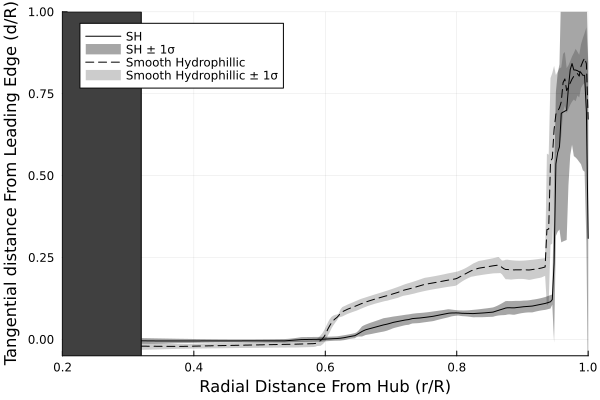 1.00
0.75
0.50
0.25
0.00
Tangential distance From Leading Edge (d/R)
SH
SH ± 1σ
Smooth Hydrophillic
Smooth Hydrophillic ± 1σ
0.2 0.4 0.6 0.8 1.0
Radial Distance From Hub (r/R)